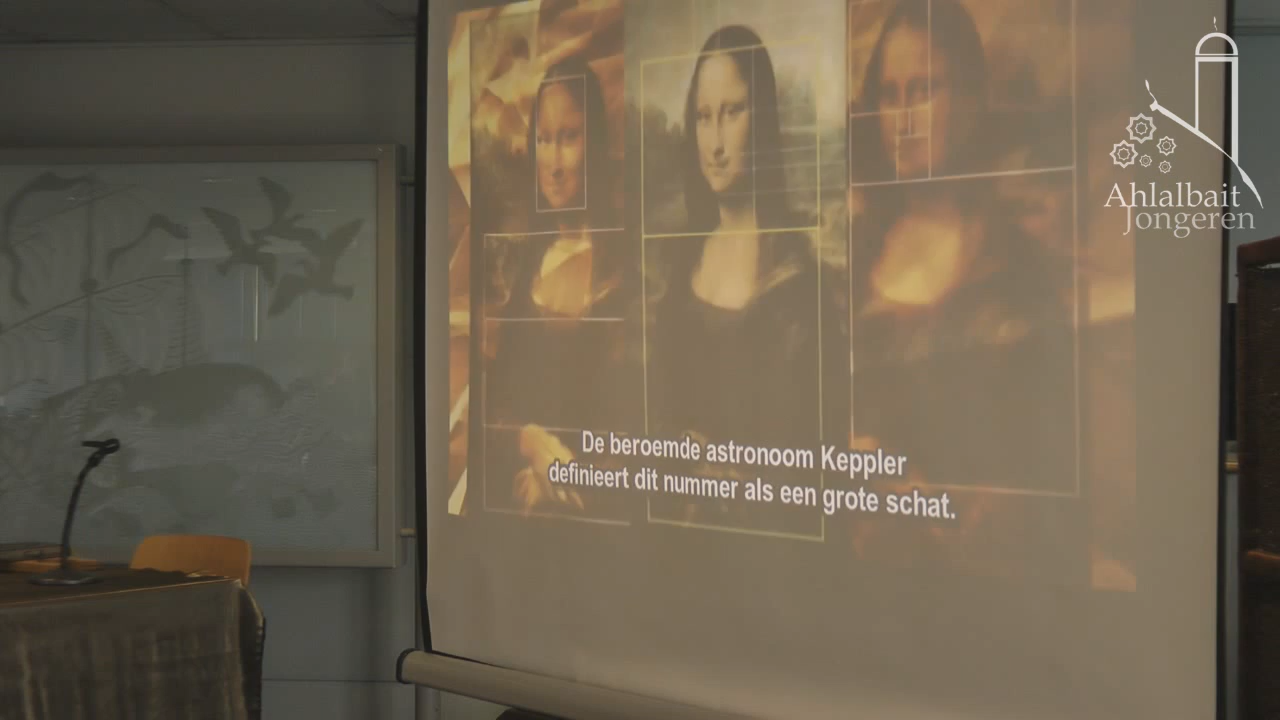 Ahlalbait
Jongeren
De beroemde astronoom Keppler
definieert dit nummer als een grote schat.